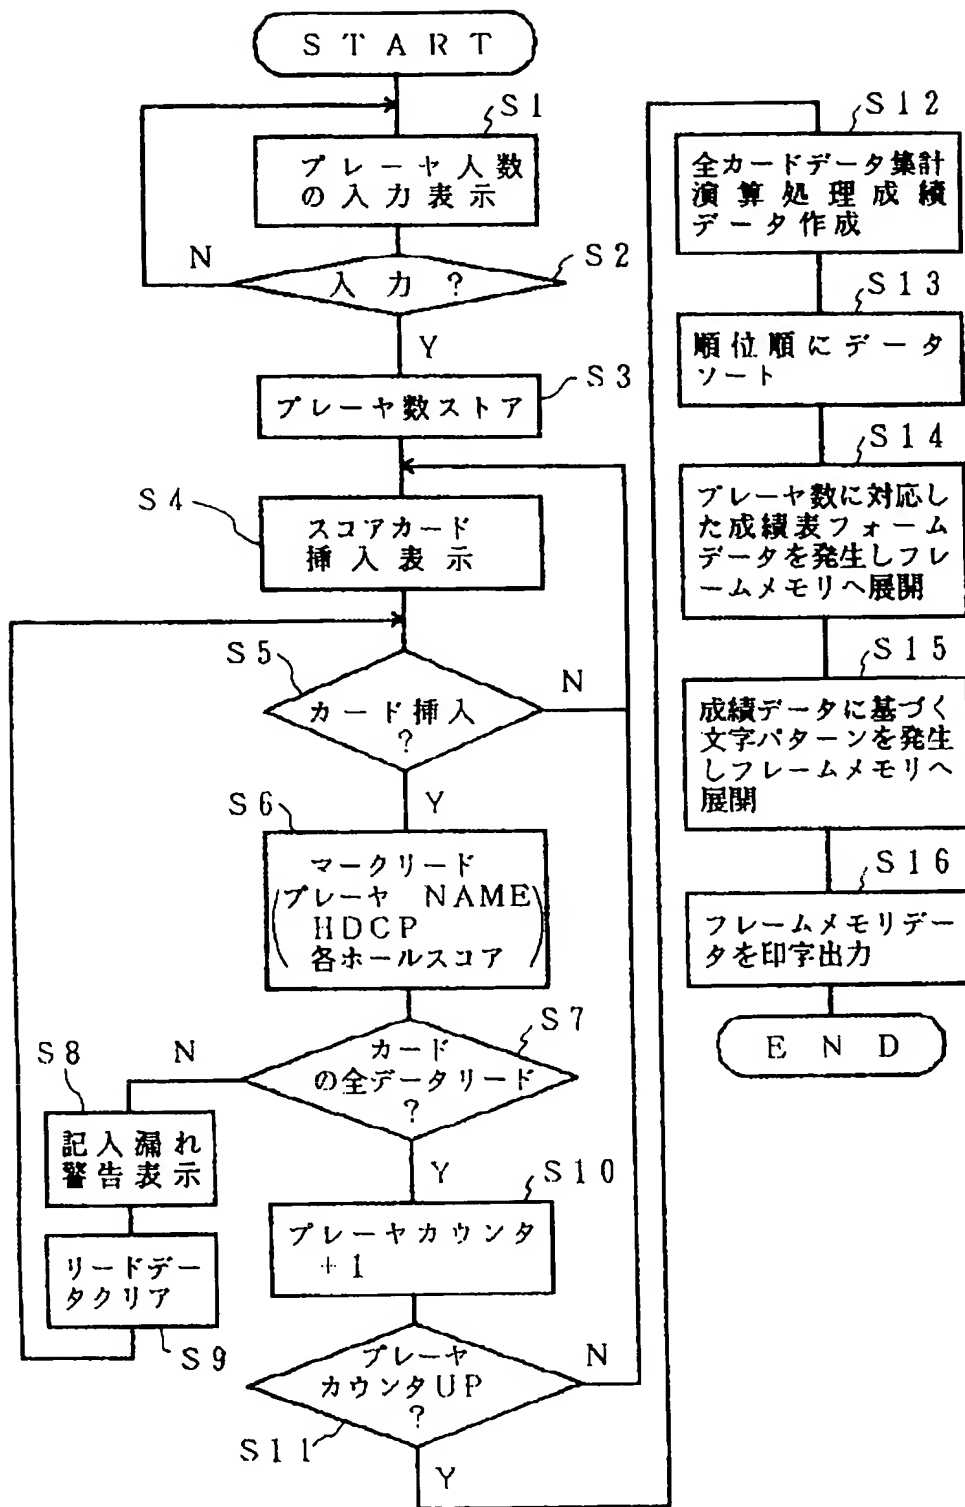 START
S1
プレーヤ人数
の入力表示
N
S2
入力?
Y
S3
プレーヤ数ストア
S4
スコアカード
挿入表示
S5
カード挿入
?
N
Y
S6
マークリード
(プレーヤ NAME
HDCP
各ホールスコア)
S7
カード
の全データリード
?
N
S8
記入漏れ
警告表示
リードデー
タクリア
S9
Y
S10
プレーヤカウンタ
+1
プレーヤ
カウンタUP
?
N
S11
Y
S12
全カードデータ集計
演算処理成績
データ作成
S13
順位順にデータ
ソート
S14
プレーヤ数に対応し
た成績表フォーム
データを発生しフレ
ームメモリへ展開
S15
成績データに基づく
文字パターンを発生
しフレームメモリへ
展開
S16
フレームメモリデー
タを印字出力
END